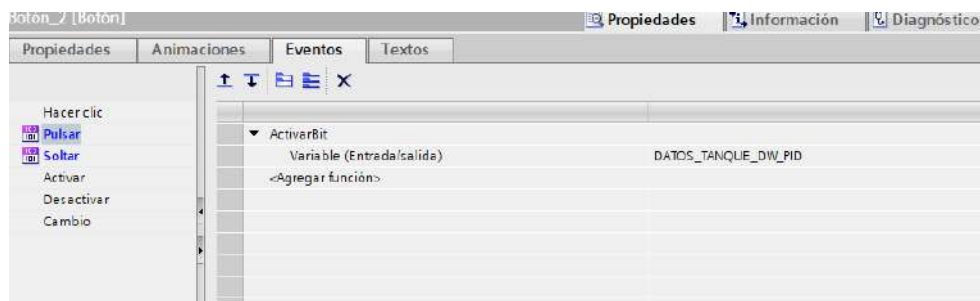 Botón_2 [Botón]
Propiedades Información Diagnóstico
Propiedades Animaciones Eventos Textos
Hacer clic
Pulsar ActivarBit
Soltar Variable (Entrada/salida) DATOS_TANQUE_DW_PID
Activar <Agregar función>
Desactivar
Cambio